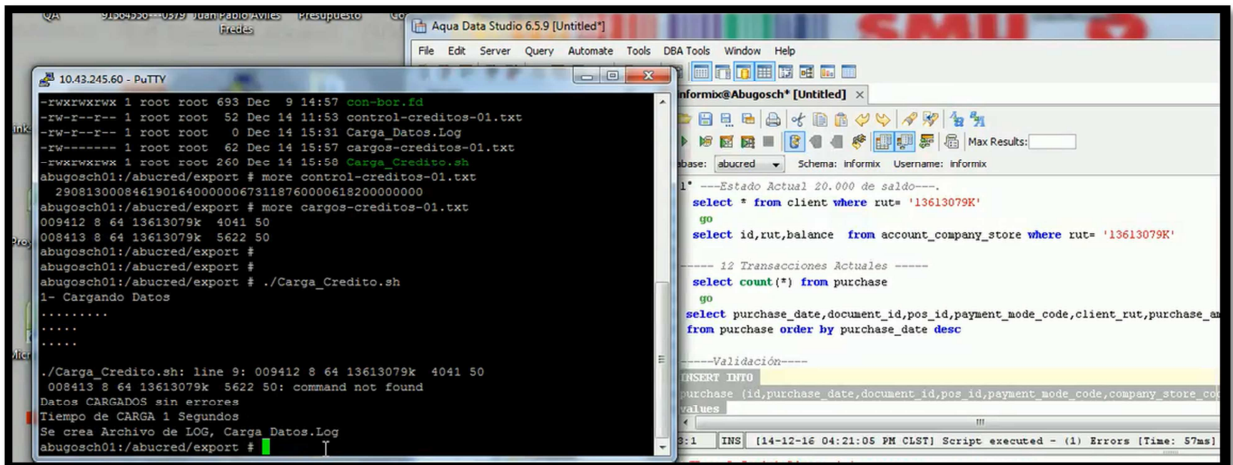 QA
Juan Pablo Aviles
Presupuesto
Fredes
Aqua Data Studio 6.5.9 [Untitled*]
File Edit Server Query Automate Tools DBA Tools Window Help
10.43.245.60 - PuTTY
-rwxrwxrwx 1 root root 693 Dec  9 14:57 con-bor.fd
-rw-r--r-- 1 root root  52 Dec 14 11:53 control-creditos-01.txt
-rw-r--r-- 1 root root   0 Dec 14 15:31 Carga_Datos.Log
-rw------- 1 root root  62 Dec 14 15:57 cargos-creditos-01.txt
-rwxrwxrwx 1 root root 260 Dec 14 15:58 Carga_Credito.sh
abugosch01:/abucred/export # more control-creditos-01.txt
abugosch01:/abucred/export # more cargos-creditos-01.txt
009412 8 64 13613079k  4041 50
008413 8 64 13613079k  5622 50
abugosch01:/abucred/export #
abugosch01:/abucred/export #
abugosch01:/abucred/export # ./Carga_Credito.sh
1- Cargando Datos
.........
.....
.....
./Carga_Credito.sh: line 9: 009412 8 64 13613079k  4041 50
 008413 8 64 13613079k  5622 50: command not found
Datos CARGADOS sin errores
Tiempo de CARGA 1 Segundos
Se crea Archivo de LOG, Carga_Datos.Log
abugosch01:/abucred/export #
nformix@Abugosch* [Untitled]
Max Results:
abase: abucred Schema: informix Username: informix
---Estado Actual 20.000 de saldo---.
select * from client where rut= '13613079K'
go
select id,rut,balance  from account_company_store where rut= '13613079K'
----- 12 Transacciones Actuales -----
select count(*) from purchase
go
select purchase_date,document_id,pos_id,payment_mode_code,client_rut,purchase_am
from purchase order by purchase_date desc
-----Validación----
INSERT INTO
purchase (id,purchase_date,document_id,pos_id,payment_mode_code,company_store_cod
values
3:1 INS [14-12-16 04:21:05 PM CLST] Script executed - (1) Errors [Time: 57ms]